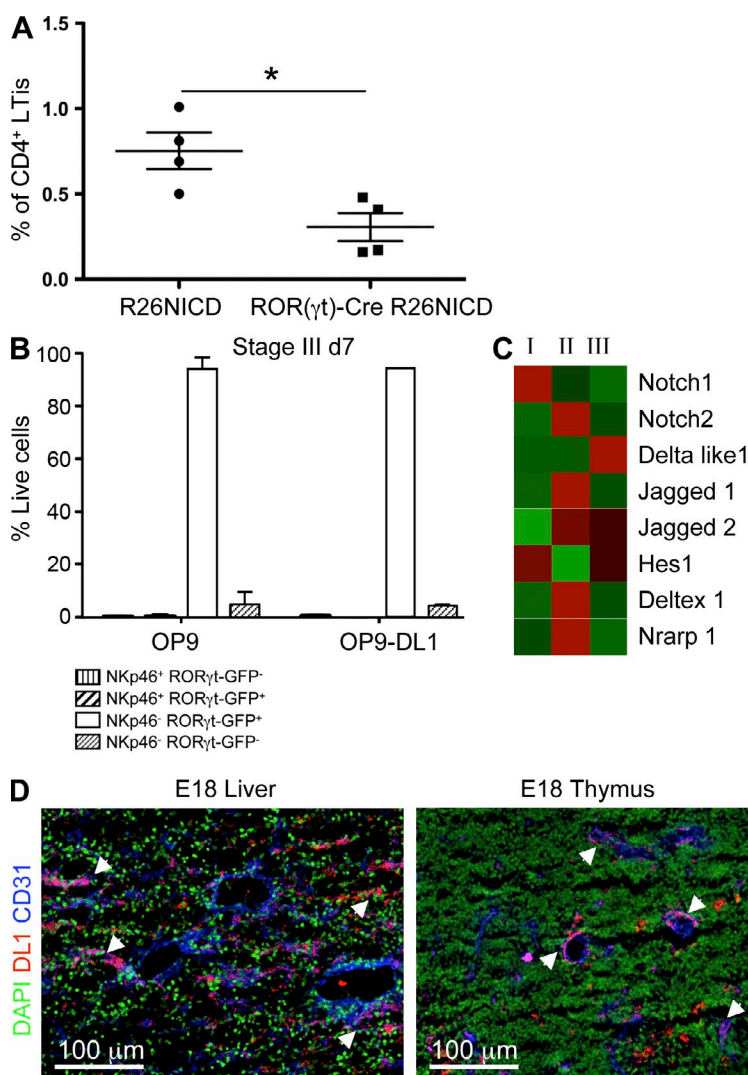 A
% of CD4+ LTis
1.5
1.0
0.5
0.0
*
R26NICD
ROR(γt)-Cre R26NICD
B
Stage III d7
% Live cells
100
80
60
40
20
0
OP9
OP9-DL1
NKp46+ RORγt-GFP-
NKp46+ RORγt-GFP+
NKp46- RORγt-GFP+
NKp46- RORγt-GFP-
C
I II III
Notch1
Notch2
Delta like1
Jagged 1
Jagged 2
Hes1
Deltex 1
Nrarp 1
D
E18 Liver
E18 Thymus
DAPI DL1 CD31
100 μm
100 μm